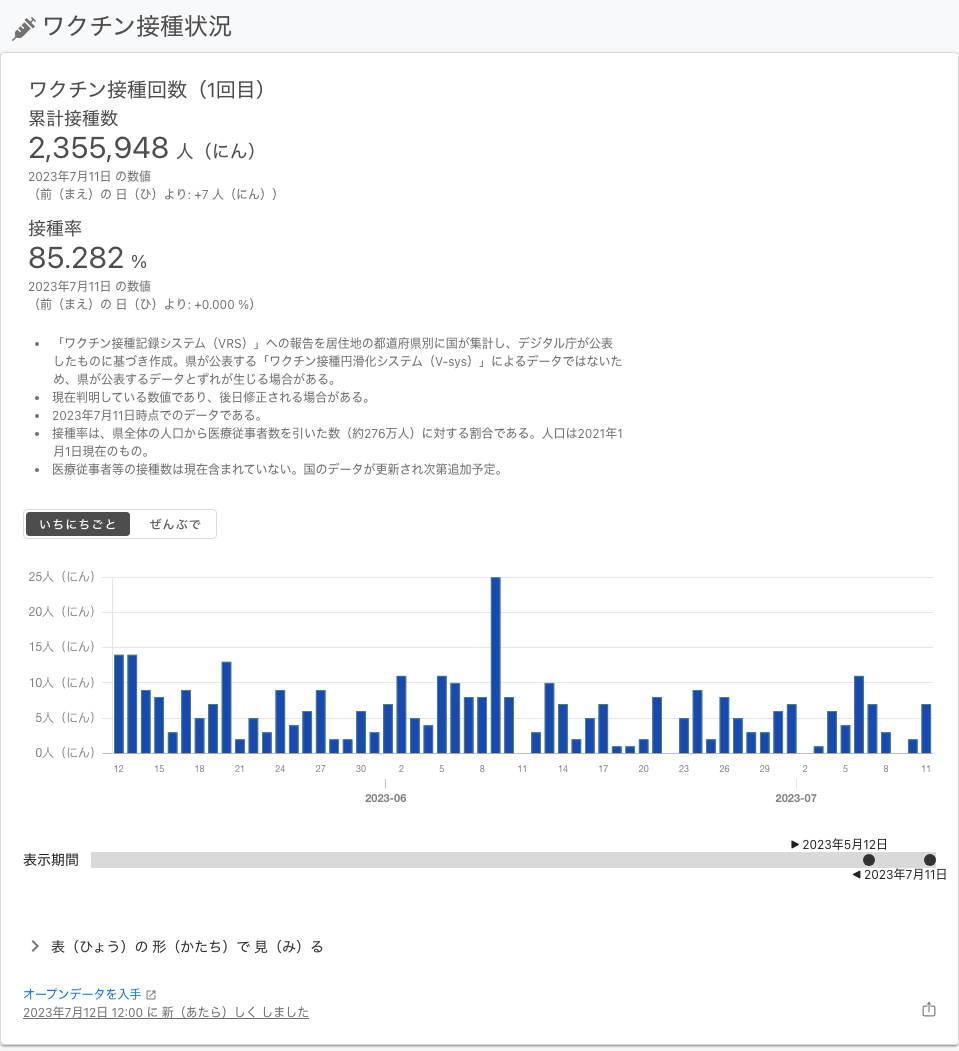 ワクチン接種状況
ワクチン接種回数（1回目）
累計接種数
2,355,948 人（にん）
2023年7月11日 の数値
（前（まえ）の 日（ひ）より: +7 人（にん））
接種率
85.282 %
2023年7月11日 の数値
（前（まえ）の 日（ひ）より: +0.000 %）
• 「ワクチン接種記録システム（VRS）」への報告を居住地の都道府県別に国が集計し、デジタル庁が公表
したものに基づき作成。県が公表する「ワクチン接種円滑化システム（V-sys）」によるデータではないた
め、県が公表するデータとずれが生じる場合がある。
• 現在判明している数値であり、後日修正される場合がある。
• 2023年7月11日時点でのデータである。
• 接種率は、県全体の人口から医療従事者数を引いた数（約276万人）に対する割合である。人口は2021年1
月1日現在のもの。
• 医療従事者等の接種数は現在含まれていない。国のデータが更新され次第追加予定。
いちにちごと ぜんぶで
25人（にん）
20人（にん）
15人（にん）
10人（にん）
5人（にん）
0人（にん）
12 15 18 21 24 27 30 2 5 8 11 14 17 20 23 26 29 2 5 8 11
2023-06 2023-07
▶ 2023年5月12日
表示期間
◀ 2023年7月11日
表（ひょう）の 形（かたち）で 見（み）る
オープンデータを入手
2023年7月12日 12:00 に 新（あたら）しく しました